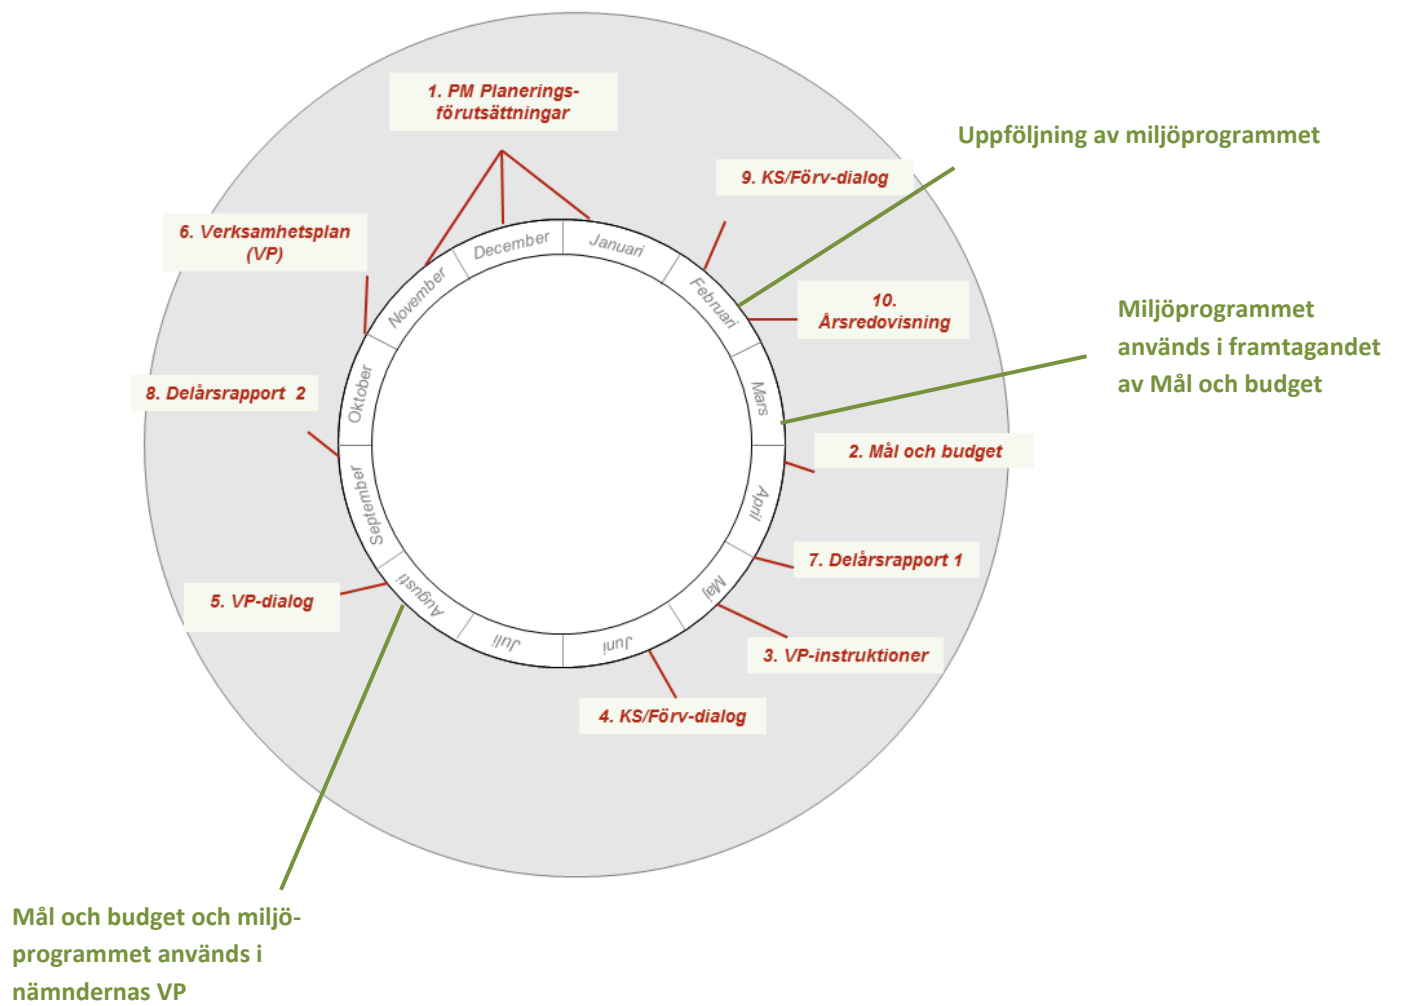 1. PM Planerings-
förutsättningar
Uppföljning av miljöprogrammet
9. KS/Förv-dialog
6. Verksamhetsplan
(VP)
December
Januari
November
Februari
10.
Årsredovisning
Miljöprogrammet
används i framtagandet
av Mål och budget
8. Delårsrapport 2
Oktober
Mars
2. Mål och budget
September
April
7. Delårsrapport 1
5. VP-dialog
Augusti
Maj
Juli
Juni
3. VP-instruktioner
4. KS/Förv-dialog
Mål och budget och miljö-
programmet används i
nämndernas VP